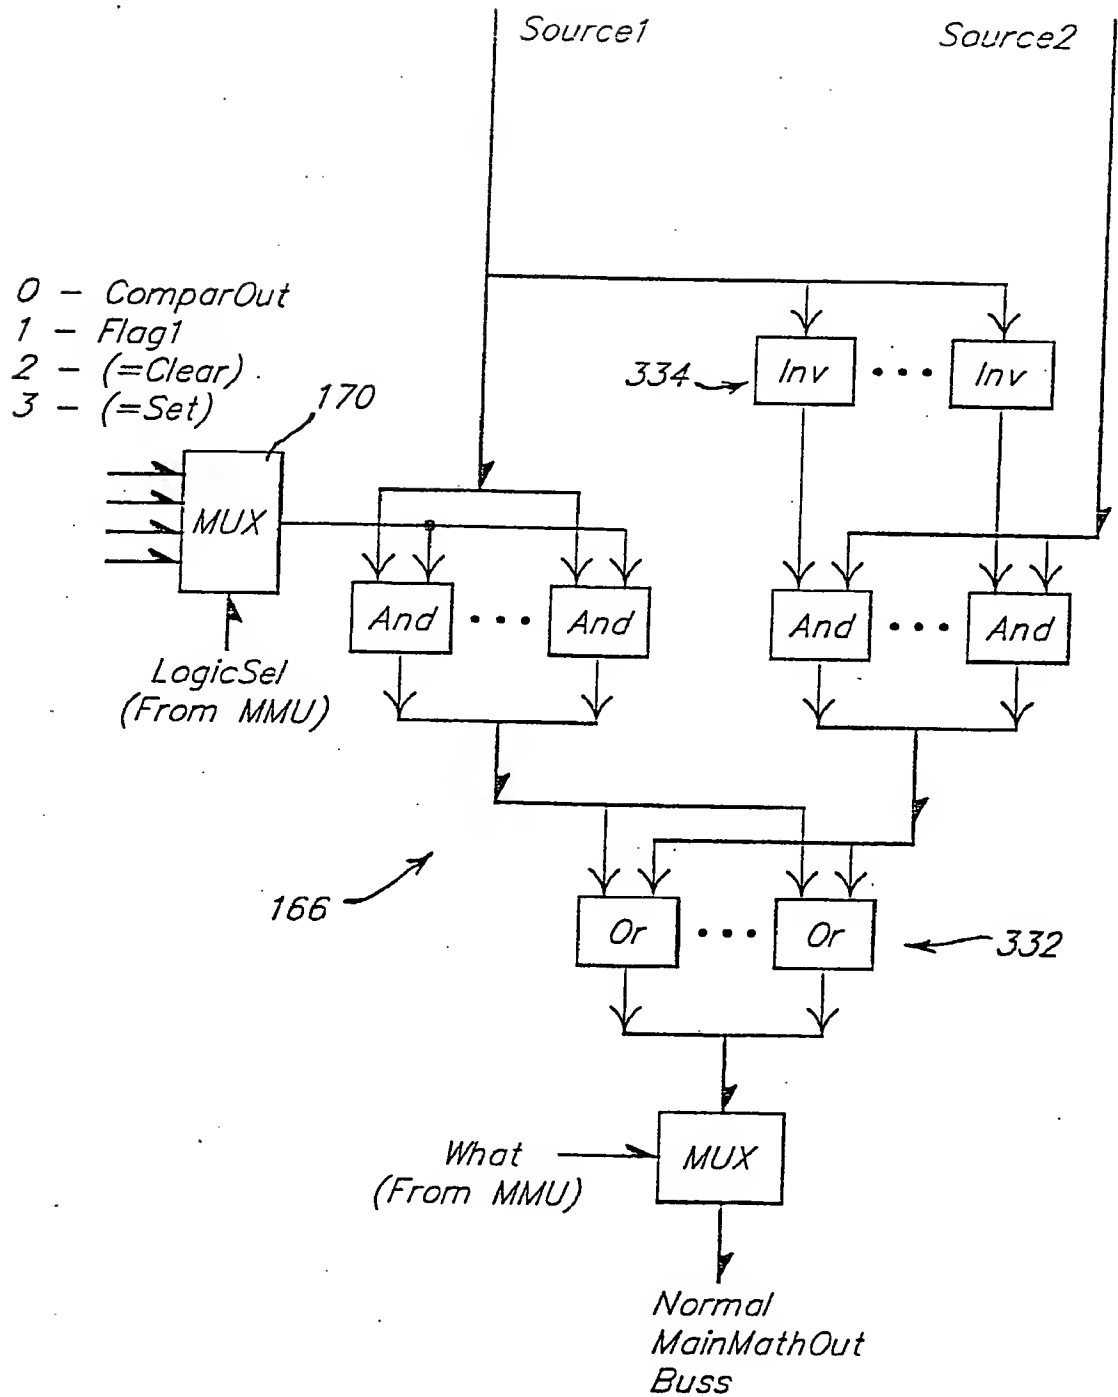 Source1
Source2
0 - ComparOut
1 - Flag1
2 - (=Clear)
3 - (=Set)
170
334
Inv
Inv
MUX
And
And
And
And
LogicSel
(From MMU)
166
Or
Or
332
What
(From MMU)
MUX
Normal
MainMathOut
Buss